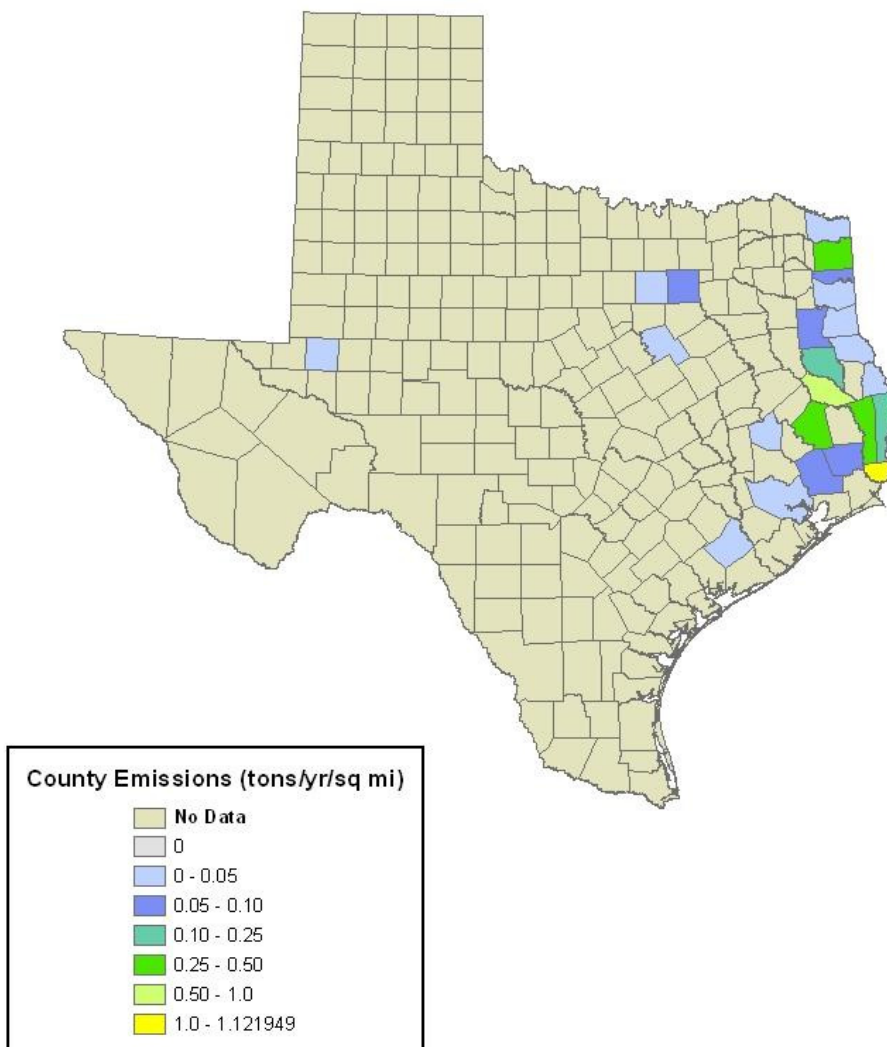 County Emissions (tons/yr/sq mi)
No Data
0
0 - 0.05
0.05 - 0.10
0.10 - 0.25
0.25 - 0.50
0.50 - 1.0
1.0 - 1.121949